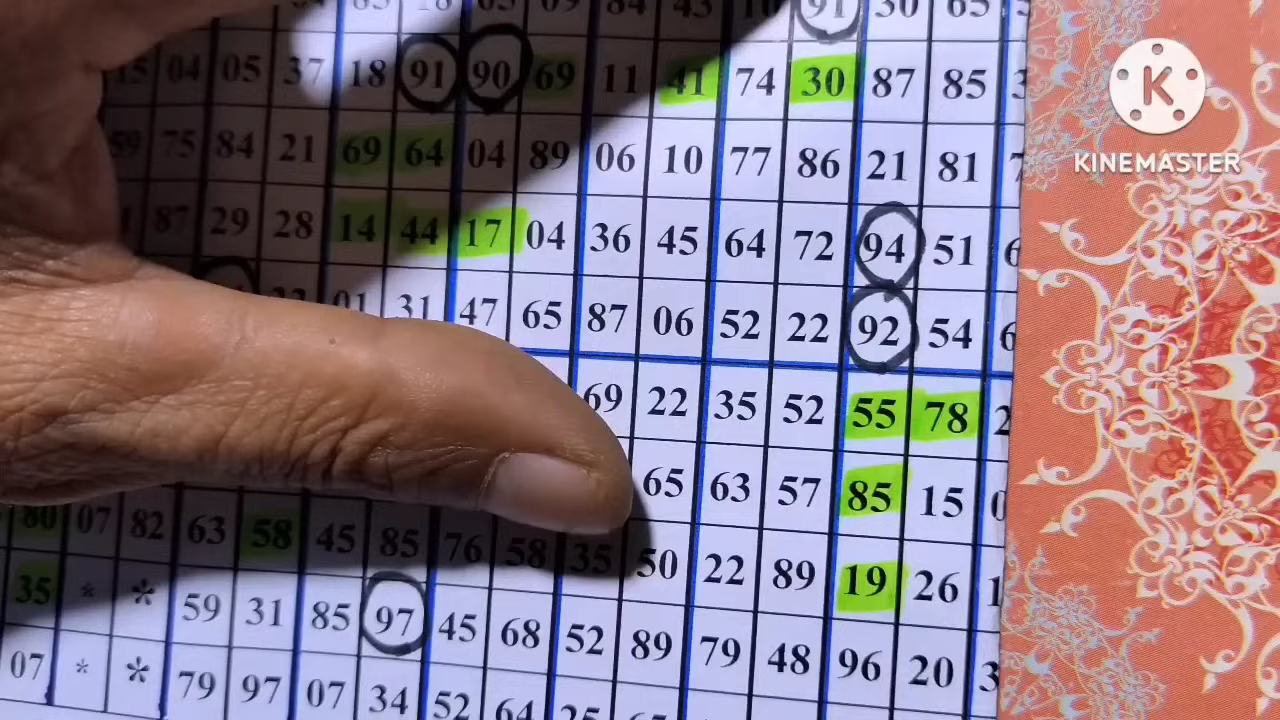 91 30 65
15 04 05 37 18 91 90 69 11 41 74 30 87 85
59 75 84 21 69 64 04 89 06 10 77 86 21 81
87 29 28 14 44 17 04 36 45 64 72 94 51
01 31 47 65 87 06 52 22 92 54
69 22 35 52 55 78
65 63 57 85 15
80 07 82 63 58 45 85 76 58 35 50 22 89 19 26
35 * * 59 31 85 97 45 68 52 89 79 48 96 20
07 * * 79 97 07 34 52 64
K
KINEMASTER